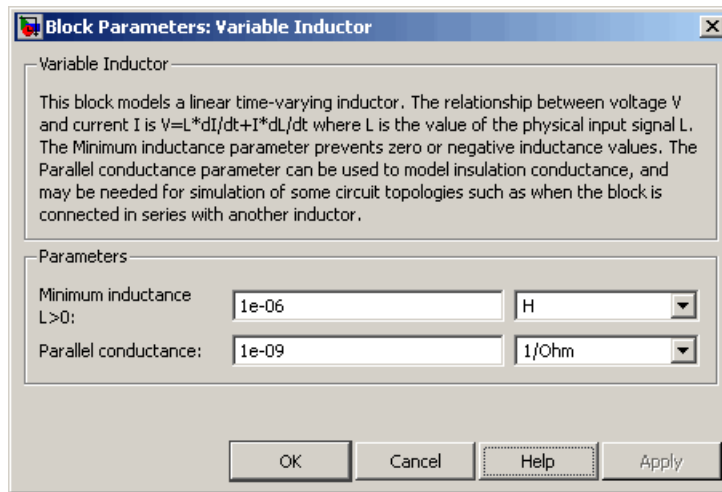 Block Parameters: Variable Inductor
Variable Inductor
This block models a linear time-varying inductor. The relationship between voltage V
and current I is V=L*dI/dt+I*dL/dt where L is the value of the physical input signal L.
The Minimum inductance parameter prevents zero or negative inductance values. The
Parallel conductance parameter can be used to model insulation conductance, and
may be needed for simulation of some circuit topologies such as when the block is
connected in series with another inductor.
Parameters
Minimum inductance
L>0:
1e-06
H
Parallel conductance:
1e-09
1/Ohm
OK
Cancel
Help
Apply